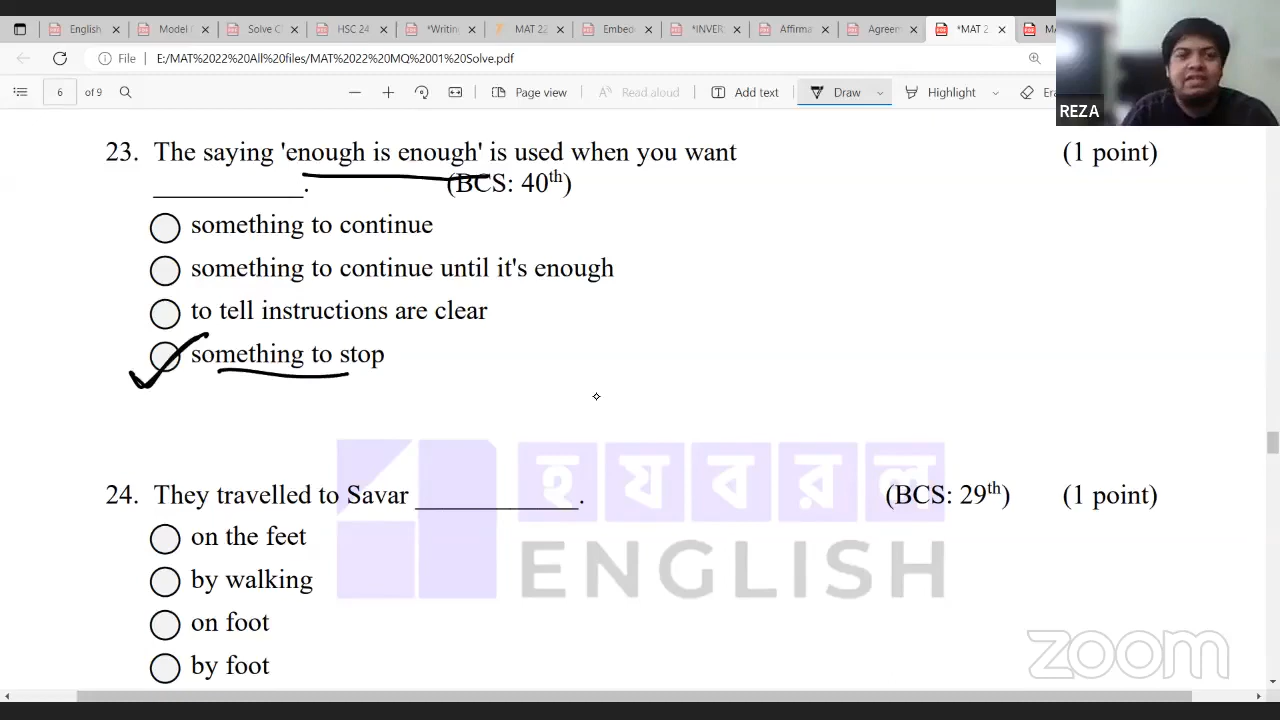 English
Model
Solve C
HSC 24
*Writing
MAT 22
Embed
*INVER
Affirma
Agreem
*MAT 2
MA
File E:/MAT%2022%20All%20files/MAT%2022%20MQ%2001%20Solve.pdf
6 of 9 Page view Read aloud Add text Draw Highlight Era
REZA
23. The saying 'enough is enough' is used when you want (1 point)
____________. (BCS: 40th)
something to continue
something to continue until it's enough
to tell instructions are clear
something to stop
হ য ব র ল
ENGLISH
24. They travelled to Savar ____________. (BCS: 29th) (1 point)
on the feet
by walking
on foot
by foot
zoom